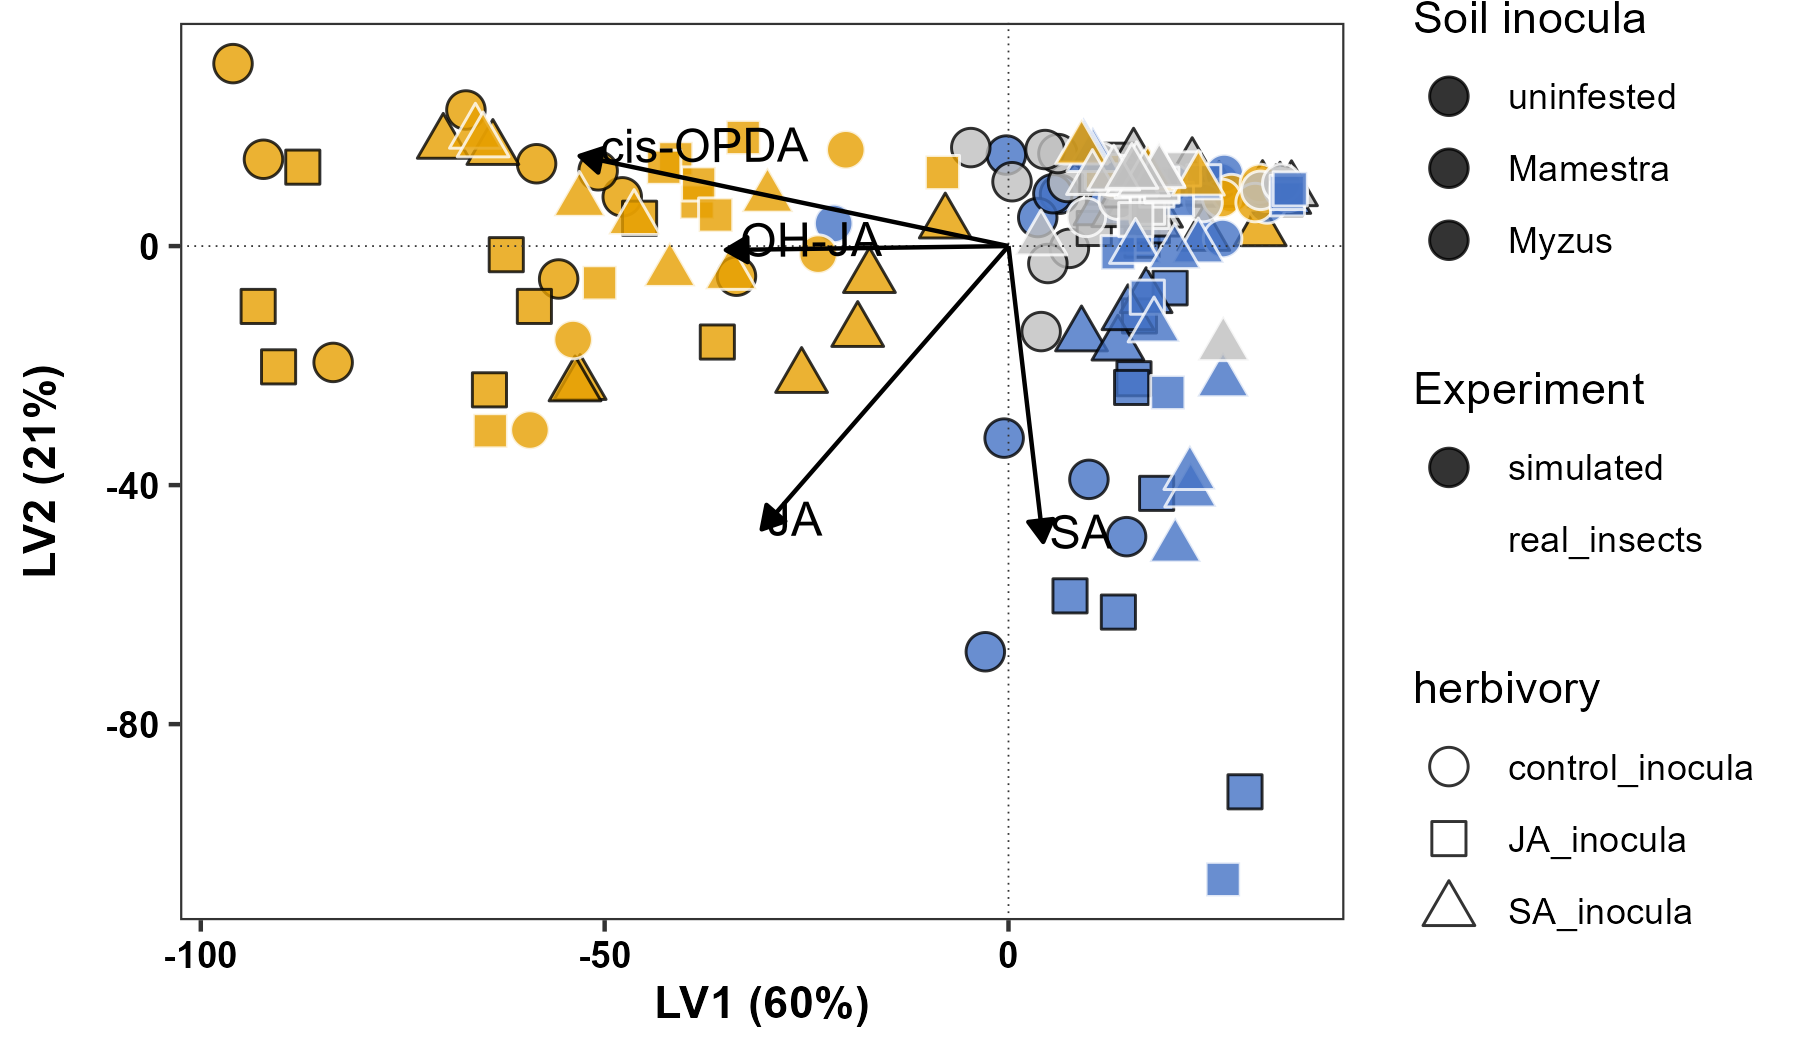 Soil inocula
uninfested
Mamestra
Myzus
Experiment
simulated
real_insects
herbivory
control_inocula
JA_inocula
SA_inocula
cis-OPDA
OH-JA
JA
SA
0
-40
-80
LV2 (21%)
-100
-50
0
LV1 (60%)